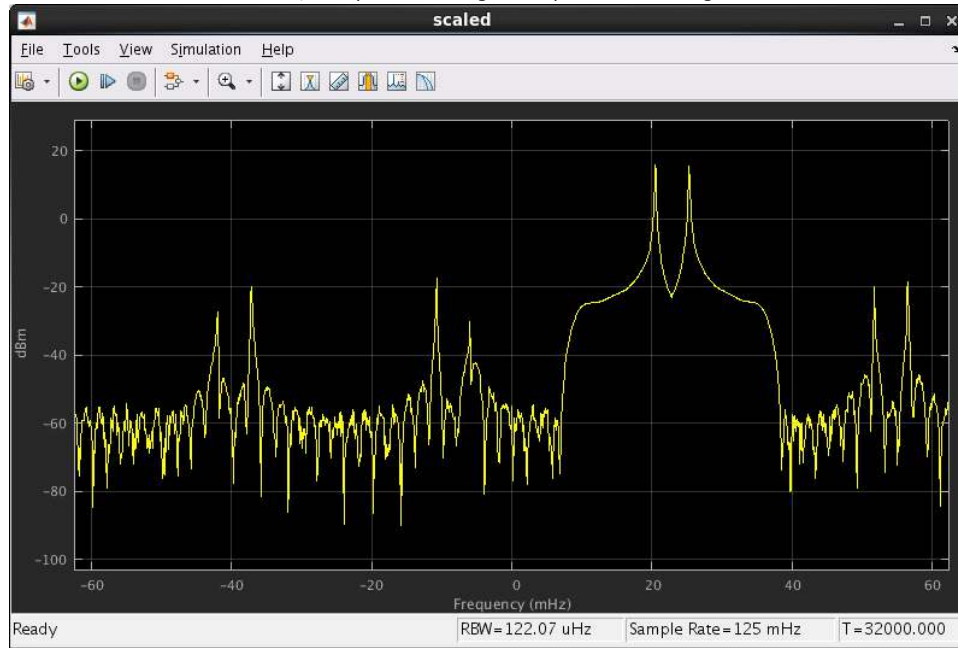 scaled
File Tools View Simulation Help
20
0
-20
-40
-60
-80
-100
dBm
-60 -40 -20 0 20 40 60
Frequency (mHz)
Ready RBW=122.07 uHz Sample Rate=125 mHz T=32000.000